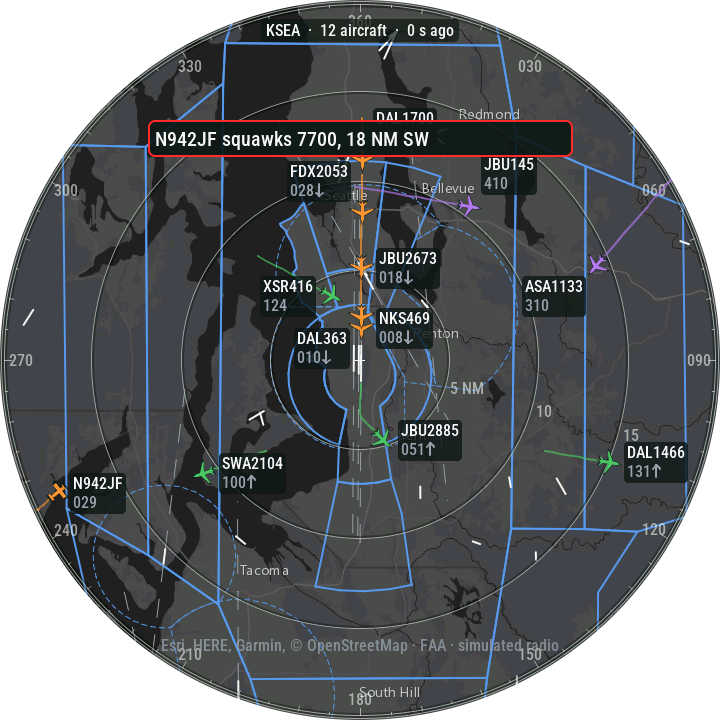 360
KSEA · 12 aircraft · 0 s ago
330
030
Redmond
DAL1700
N942JF squawks 7700, 18 NM SW
FDX2053
028↓
JBU145
410
300
060
Seattle
Bellevue
JBU2673
018↓
XSR416
124
ASA1133
310
NKS469
008↓
Renton
DAL363
010↓
270
090
5 NM
10
15
JBU2885
051↑
DAL1466
131↑
SWA2104
100↑
N942JF
029
240
120
Tacoma
Esri, HERE, Garmin, © OpenStreetMap · FAA · simulated radio
210
150
South Hill
180